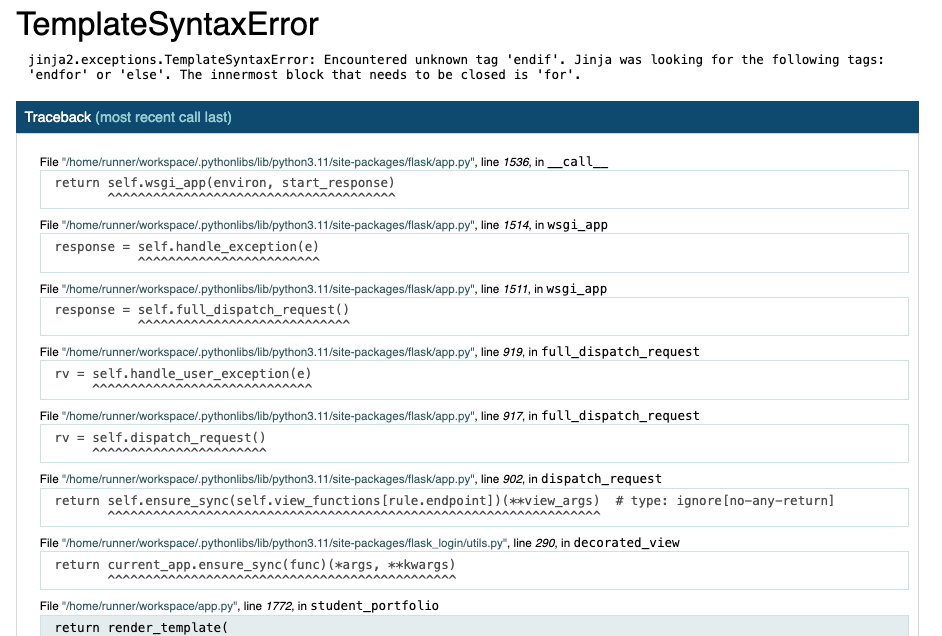 TemplateSyntaxError
jinja2.exceptions.TemplateSyntaxError: Encountered unknown tag 'endif'. Jinja was looking for the following tags:
'endfor' or 'else'. The innermost block that needs to be closed is 'for'.
Traceback (most recent call last)
File "/home/runner/workspace/.pythonlibs/lib/python3.11/site-packages/flask/app.py", line 1536, in __call__
return self.wsgi_app(environ, start_response)
^^^^^^^^^^^^^^^^^^^^^^^^^^^^^^^^^^^^^^
File "/home/runner/workspace/.pythonlibs/lib/python3.11/site-packages/flask/app.py", line 1514, in wsgi_app
response = self.handle_exception(e)
^^^^^^^^^^^^^^^^^^^^^^^^
File "/home/runner/workspace/.pythonlibs/lib/python3.11/site-packages/flask/app.py", line 1511, in wsgi_app
response = self.full_dispatch_request()
^^^^^^^^^^^^^^^^^^^^^^^^^^^^
File "/home/runner/workspace/.pythonlibs/lib/python3.11/site-packages/flask/app.py", line 919, in full_dispatch_request
rv = self.handle_user_exception(e)
^^^^^^^^^^^^^^^^^^^^^^^^^^^^^
File "/home/runner/workspace/.pythonlibs/lib/python3.11/site-packages/flask/app.py", line 917, in full_dispatch_request
rv = self.dispatch_request()
^^^^^^^^^^^^^^^^^^^^^^^
File "/home/runner/workspace/.pythonlibs/lib/python3.11/site-packages/flask/app.py", line 902, in dispatch_request
return self.ensure_sync(self.view_functions[rule.endpoint])(**view_args)  # type: ignore[no-any-return]
^^^^^^^^^^^^^^^^^^^^^^^^^^^^^^^^^^^^^^^^^^^^^^^^^^^^^^^^^^^^^^^^^
File "/home/runner/workspace/.pythonlibs/lib/python3.11/site-packages/flask_login/utils.py", line 290, in decorated_view
return current_app.ensure_sync(func)(*args, **kwargs)
^^^^^^^^^^^^^^^^^^^^^^^^^^^^^^^^^^^^^^^^^^^^^^
File "/home/runner/workspace/app.py", line 1772, in student_portfolio
return render_template(